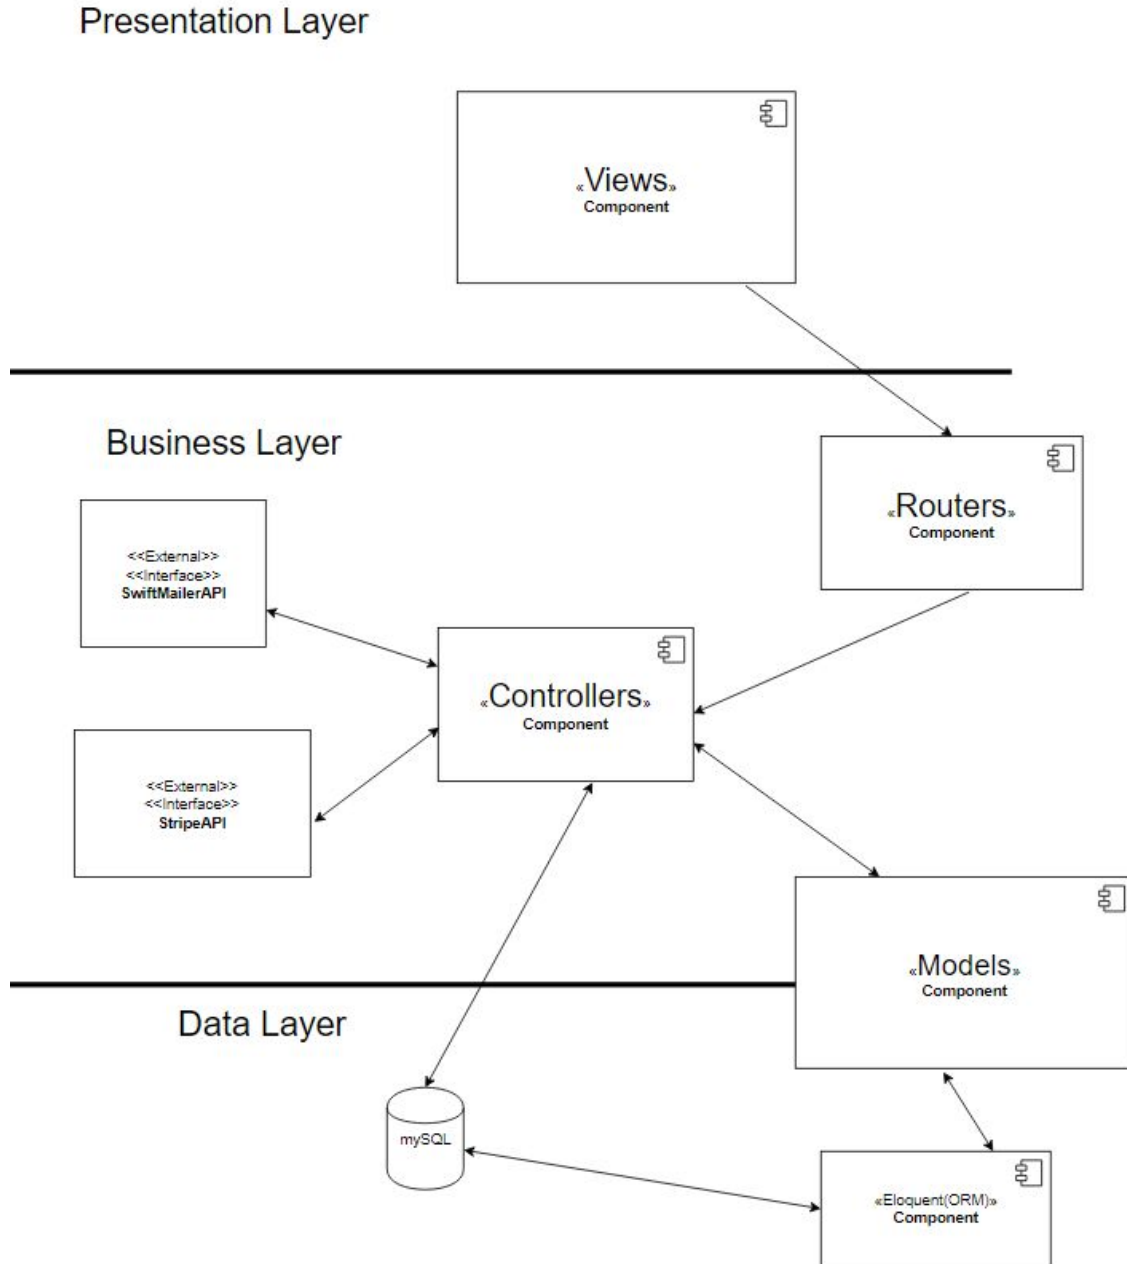 Presentation Layer
«Views»
Component
Business Layer
«Routers»
Component
<<External>>
<<Interface>>
SwiftMailerAPI
«Controllers»
Component
<<External>>
<<Interface>>
StripeAPI
«Models»
Component
Data Layer
mySQL
«Eloquent(ORM)»
Component